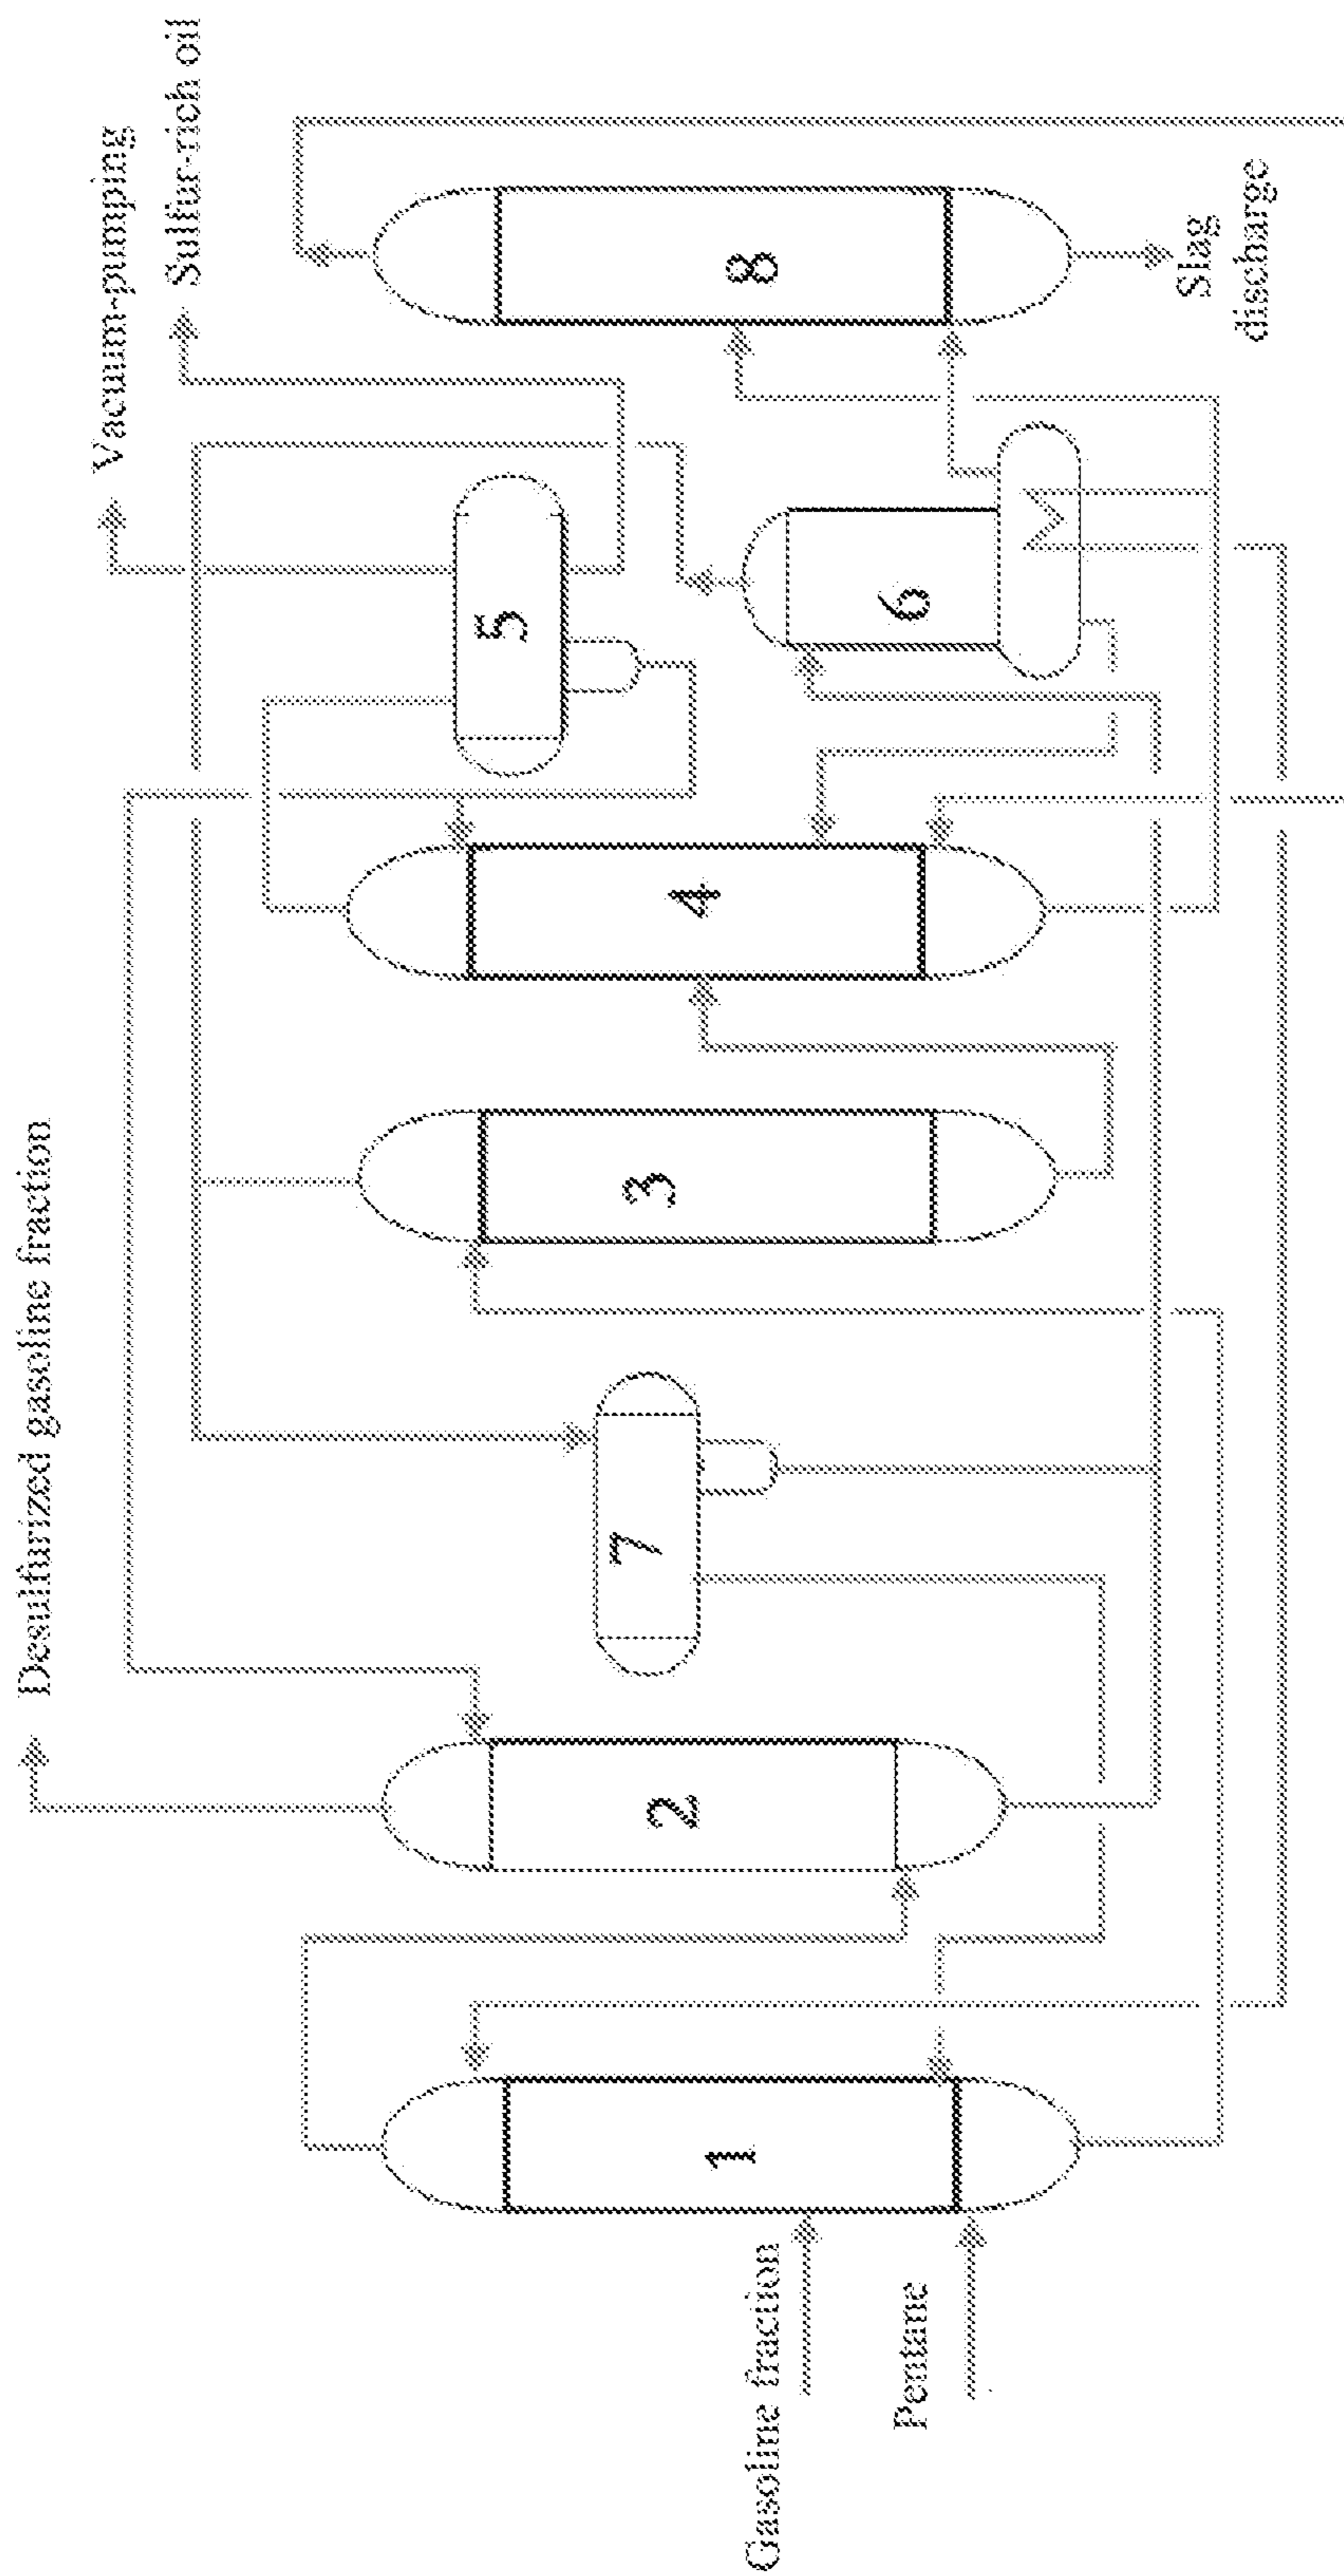 Desulfurized gasoline fraction
Vacuum-pumping
Sulfur-rich oil
5
8
7
6
4
3
2
1
Slag
discharge
Gasoline fraction
Pentane